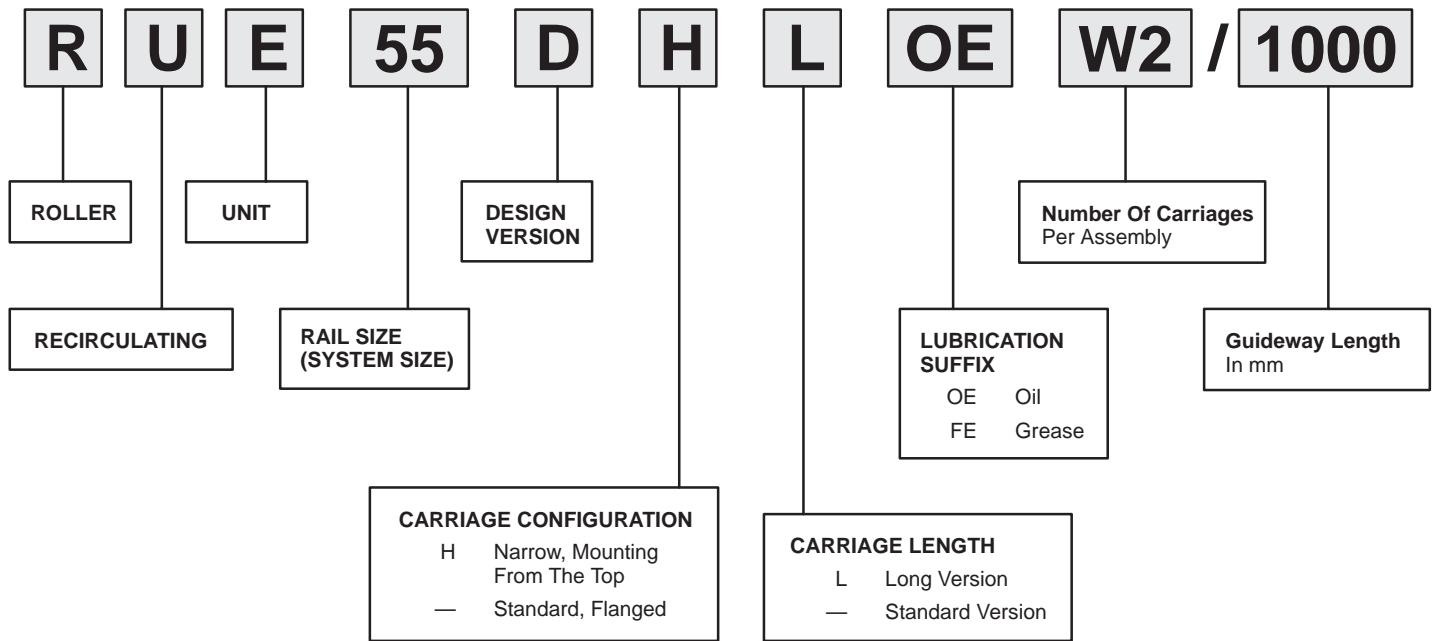 R U E 55 D H L OE W2 / 1000
ROLLER
UNIT
DESIGN
VERSION
Number Of Carriages
Per Assembly
RECIRCULATING
RAIL SIZE
(SYSTEM SIZE)
LUBRICATION
SUFFIX
OE Oil
FE Grease
Guideway Length
In mm
CARRIAGE CONFIGURATION
H Narrow, Mounting
From The Top
— Standard, Flanged
CARRIAGE LENGTH
L Long Version
— Standard Version